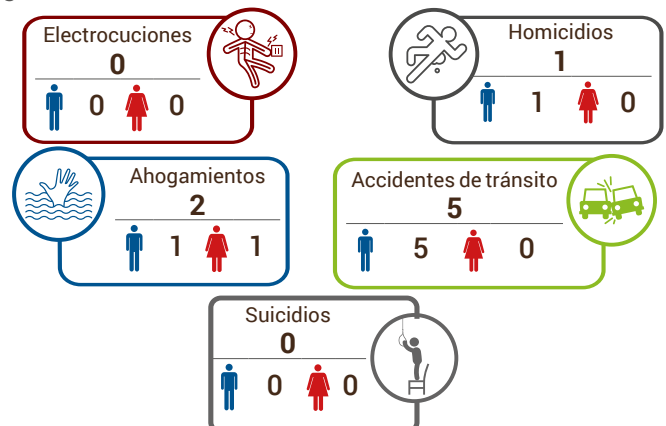 Electrocuciones
0
0 0
Homicidios
1
1 0
Ahogamientos
2
1 1
Accidentes de tránsito
5
5 0
Suicidios
0
0 0